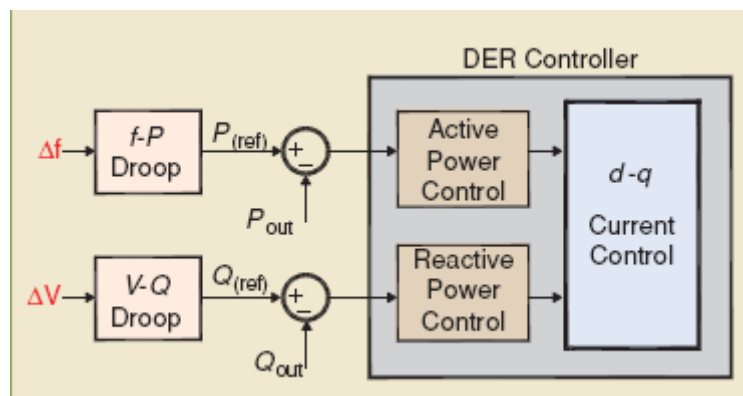 DER Controller
Δf
f-P
Droop
P(ref)
+
−
Pout
Active
Power
Control
d-q
Current
Control
ΔV
V-Q
Droop
Q(ref)
+
−
Qout
Reactive
Power
Control